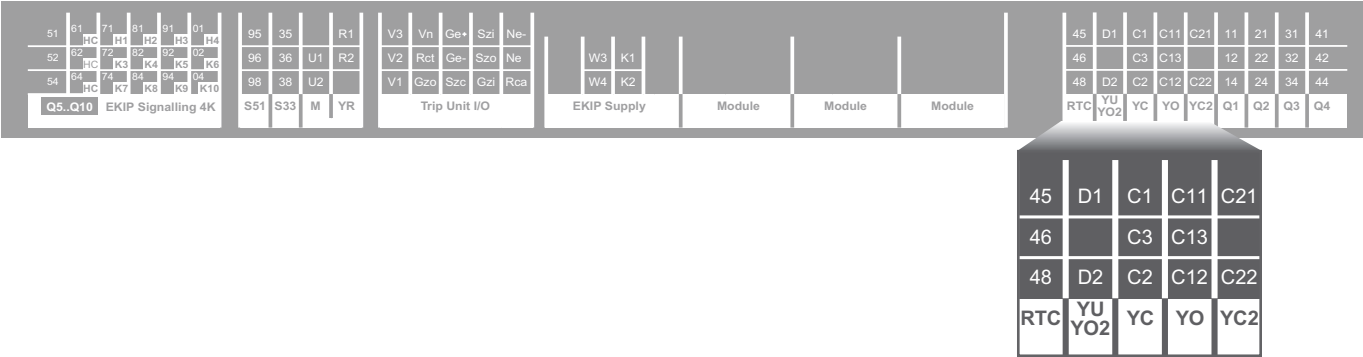 51 61 HC 71 H1 81 H2 91 H3 01 H4 95 35 R1 V3 Vn Ge+ Szi Ne- 45 D1 C1 C11 C21 11 21 31 41
52 62 HC 72 K3 82 K4 92 K5 02 K6 96 36 U1 R2 V2 Rct Ge- Szo Ne W3 K1 46 C3 C13 12 22 32 42
54 64 HC 74 K7 84 K8 94 K9 04 K10 98 38 U2 V1 Gzo Szc Gzi Rca W4 K2 48 D2 C2 C12 C22 14 24 34 44
Q5..Q10 EKIP Signalling 4K S51 S33 M YR Trip Unit I/O EKIP Supply Module Module Module RTC YU YO2 YC YO YC2 Q1 Q2 Q3 Q4
45 D1 C1 C11 C21
46 C3 C13
48 D2 C2 C12 C22
RTC YU YO2 YC YO YC2